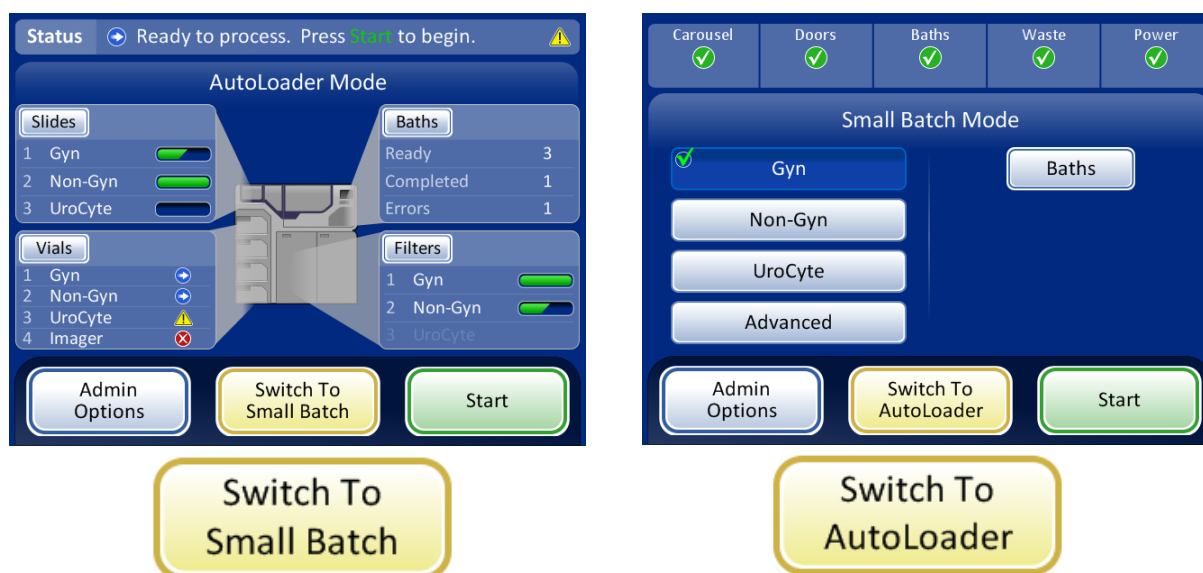 Status Ready to process. Press Start to begin.
AutoLoader Mode
Slides
1 Gyn
2 Non-Gyn
3 UroCyte
Baths
Ready 3
Completed 1
Errors 1
Vials
1 Gyn
2 Non-Gyn
3 UroCyte
4 Imager
Filters
1 Gyn
2 Non-Gyn
3 UroCyte
Admin
Options
Switch To
Small Batch
Start
Switch To
Small Batch
Carousel Doors Baths Waste Power
Small Batch Mode
Gyn
Non-Gyn
UroCyte
Advanced
Baths
Admin
Options
Switch To
AutoLoader
Start
Switch To
AutoLoader